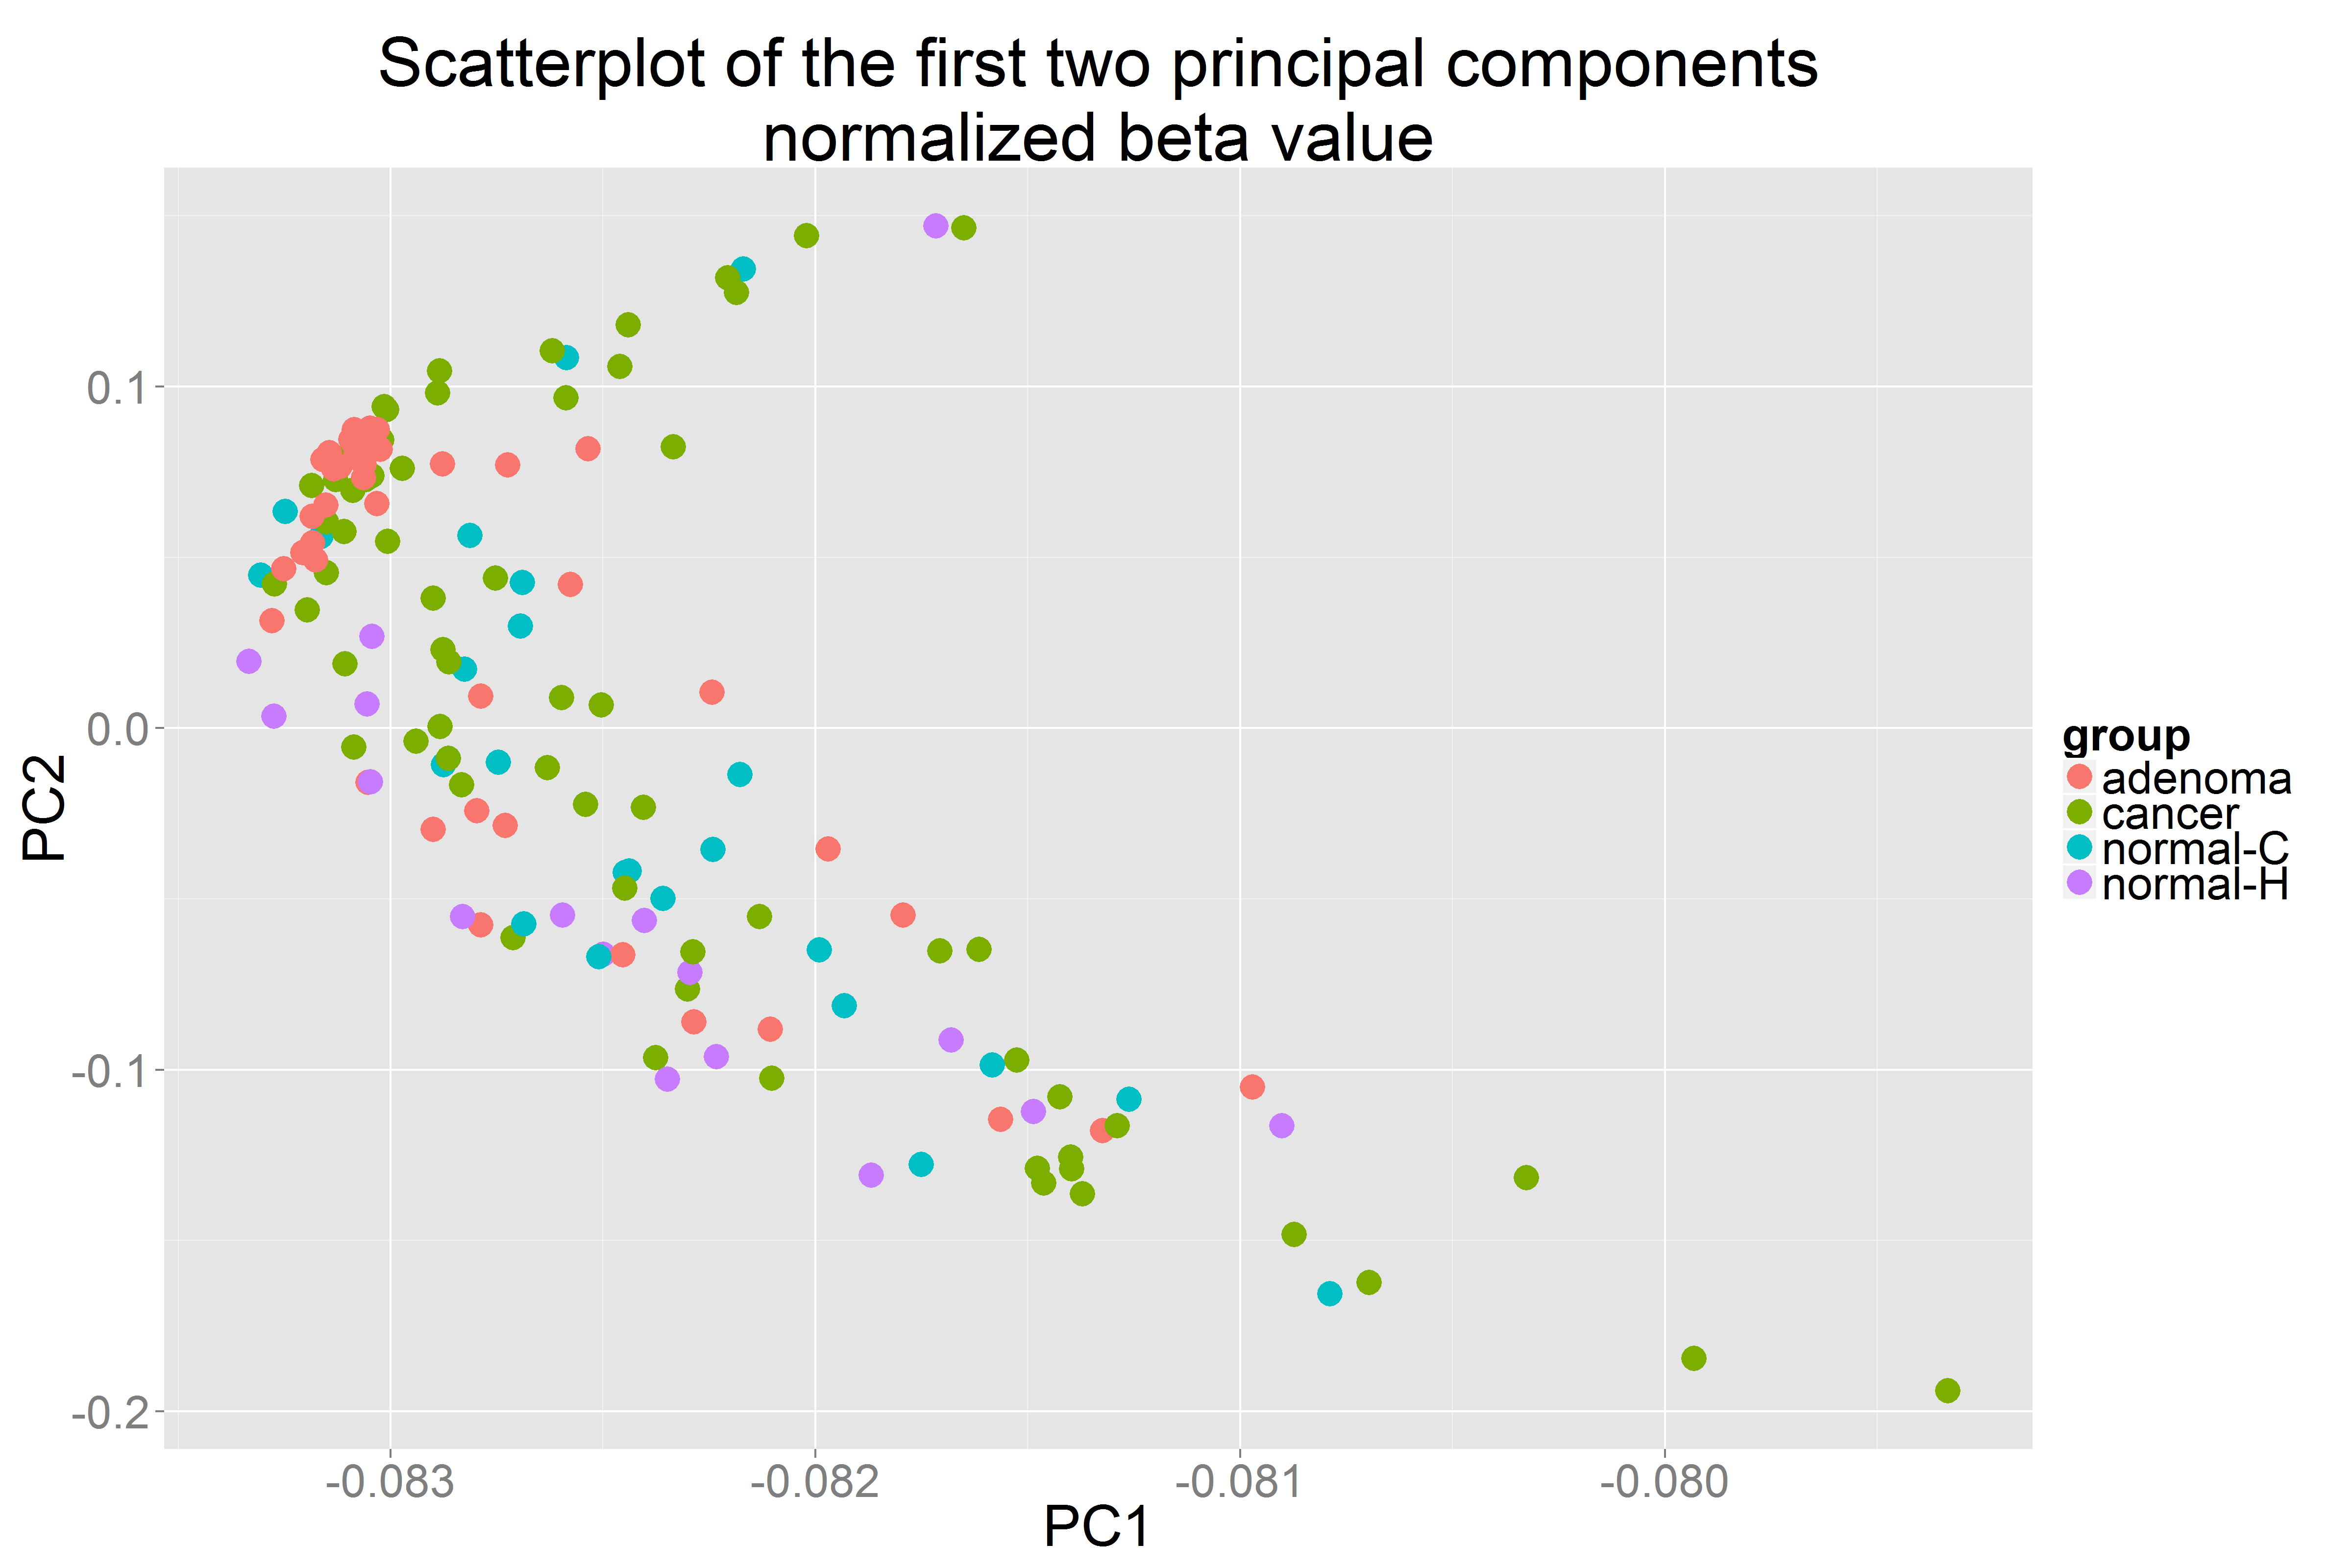 Scatterplot of the first two principal components
normalized beta value
PC2
0.1
0.0
-0.1
-0.2
-0.083
-0.082
-0.081
-0.080
PC1
group
adenoma
cancer
normal-C
normal-H